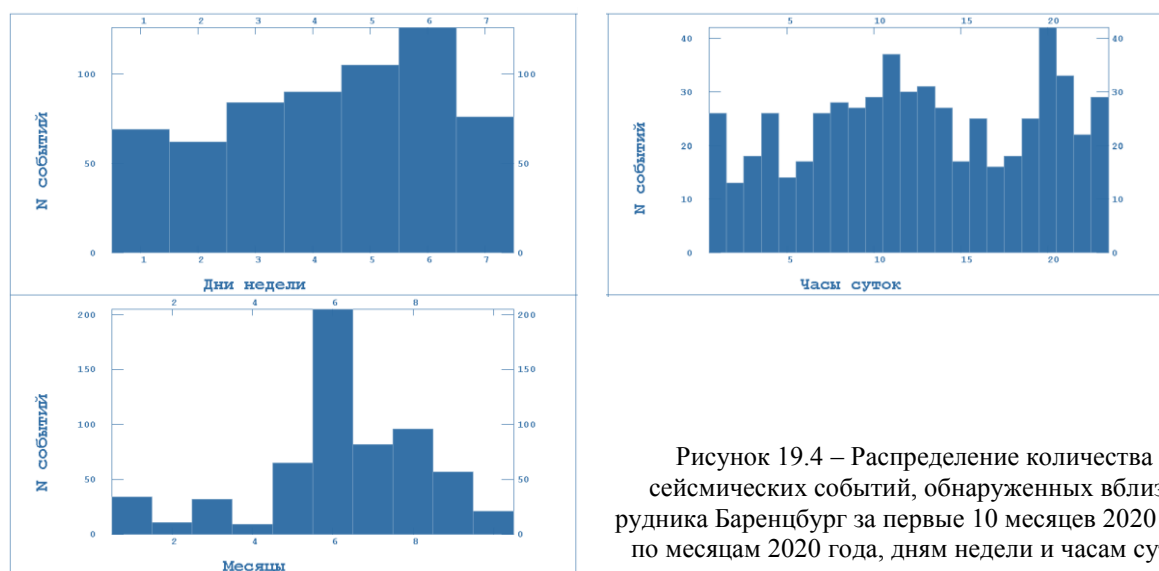 1 2 3 4 5 6 7
100 100
50 50
0 0
N событий
1 2 3 4 5 6 7
Дни недели
5 10 15 20
40 40
30 30
20 20
10 10
0 0
N событий
5 10 15 20
Часы суток
2 4 6 8
200 200
150 150
100 100
50 50
0 0
N событий
2 4 6 8
Месяцы
Рисунок 19.4 – Распределение количества
сейсмических событий, обнаруженных
рудника Баренцбург за первые 10 месяцев 2020
по месяцам 2020 года, дням недели и часам